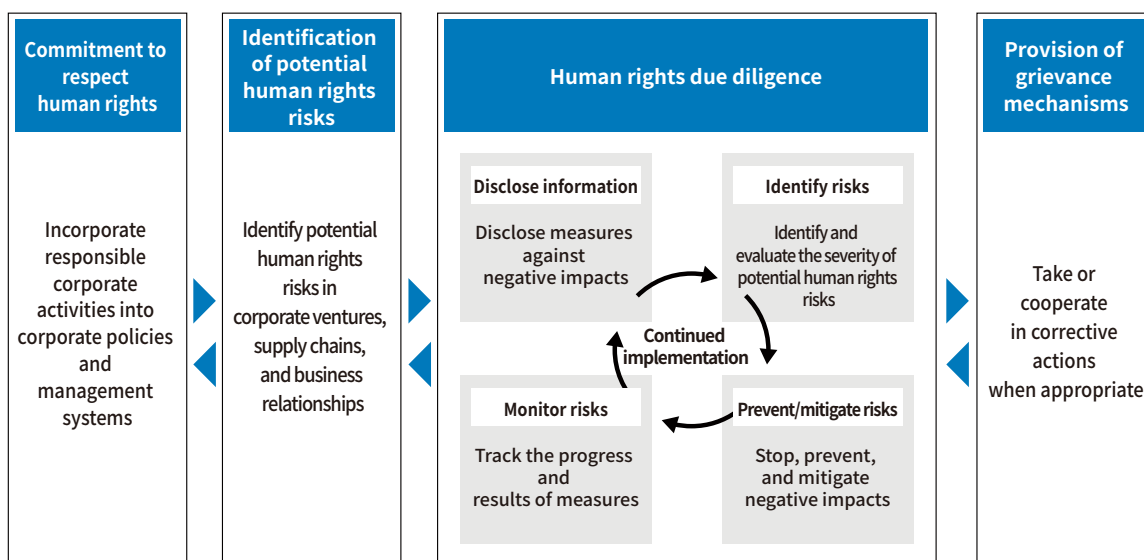 Commitment to
respect
human rights
Incorporate
responsible
corporate
activities into
corporate policies
and
management
systems
Identification
of potential
human rights
risks
Identify potential
human rights
risks in
corporate ventures,
supply chains,
and business
relationships
Human rights due diligence
Disclose information
Disclose measures
against
negative impacts
Identify risks
Identify and
evaluate the severity of
potential human rights
risks
Continued
implementation
Monitor risks
Track the progress
and
results of measures
Prevent/mitigate risks
Stop, prevent,
and mitigate
negative impacts
Provision of
grievance
mechanisms
Take or
cooperate
in corrective
actions
when appropriate